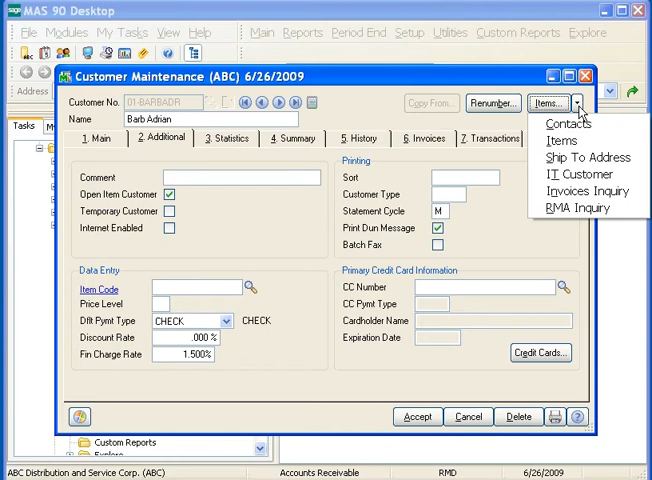 MAS 90 Desktop
File Modules My Tasks View Help Main Reports Period End Setup Utilities Custom Reports Explore
Address
Tasks
Customer Maintenance (ABC) 6/26/2009
Customer No. 01-BARBADR
Copy From... Renumber... Items...
Name Barb Adrian
1. Main 2. Additional 3. Statistics 4. Summary 5. History 6. Invoices 7. Transactions
Contacts
Items
Ship To Address
IT Customer
Invoices Inquiry
RMA Inquiry
Comment
Open Item Customer
Temporary Customer
Internet Enabled
Printing
Sort
Customer Type
Statement Cycle M
Print Dun Message
Batch Fax
Data Entry
Item Code
Price Level
Dflt Pymt Type CHECK CHECK
Discount Rate .000 %
Fin Charge Rate 1.500%
Primary Credit Card Information
CC Number
CC Pymt Type
Cardholder Name
Expiration Date
Credit Cards...
Accept Cancel Delete
Custom Reports
Explore
ABC Distribution and Service Corp. (ABC) Accounts Receivable RMD 6/26/2009